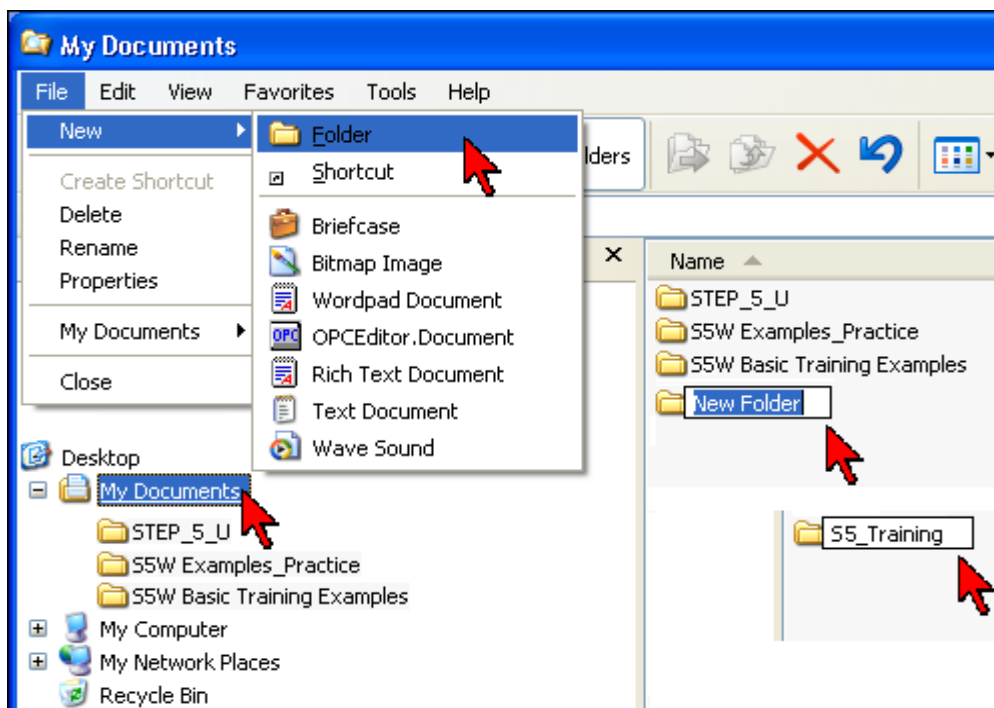 My Documents
File Edit View Favorites Tools Help
New
Create Shortcut
Delete
Rename
Properties
My Documents
Close
Folder
Shortcut
Briefcase
Bitmap Image
Wordpad Document
OPC OPCEditor.Document
Rich Text Document
Text Document
Wave Sound
lders
Desktop
My Documents
STEP_5_U
S5W Examples_Practice
S5W Basic Training Examples
My Computer
My Network Places
Recycle Bin
Name
STEP_5_U
S5W Examples_Practice
S5W Basic Training Examples
New Folder
S5_Training